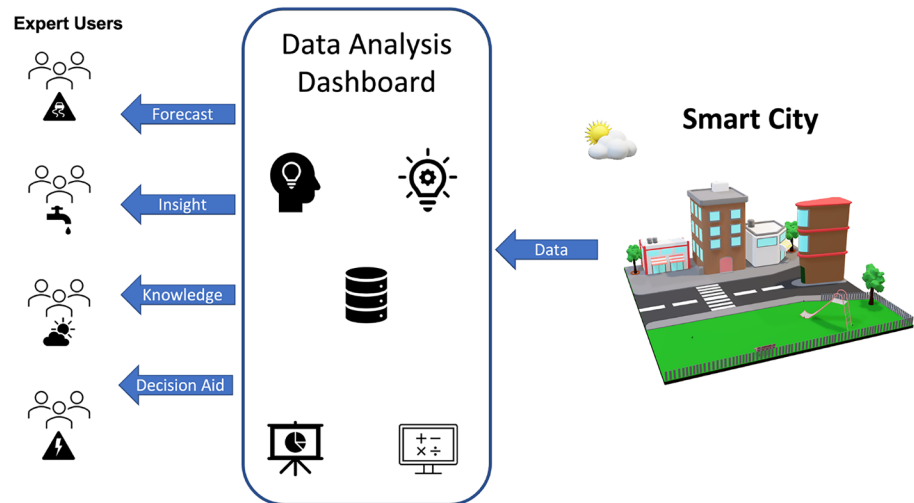 Expert Users
Data Analysis
Dashboard
Forecast
Insight
Knowledge
Decision Aid
Data
Smart City